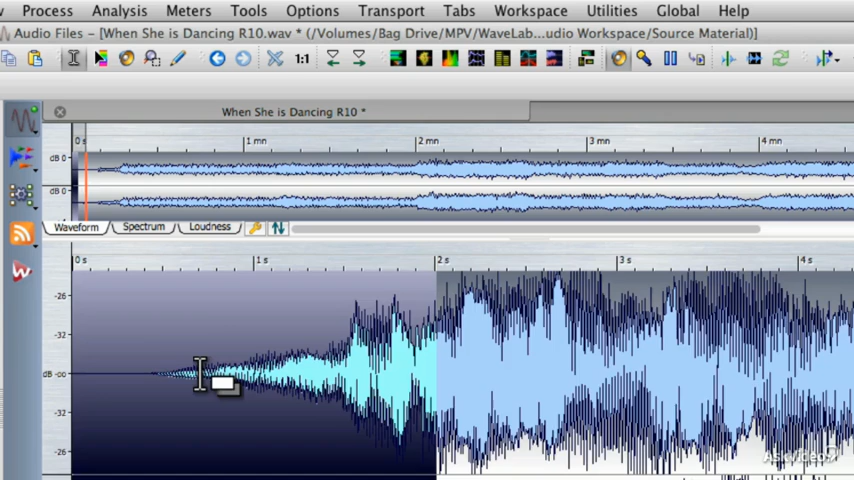 Process Analysis Meters Tools Options Transport Tabs Workspace Utilities Global Help
Audio Files - [When She is Dancing R10.wav * (/Volumes/Bag Drive/MPV/WaveLab...udio Workspace/Source Material)]
1:1
When She is Dancing R10 *
0 s 1 mn 2 mn 3 mn 4 mn
dB 0
dB 0
Waveform Spectrum Loudness
0 s 1 s 2 s 3 s 4 s
-26
-32
dB -oo
-32
-26
AskVideo